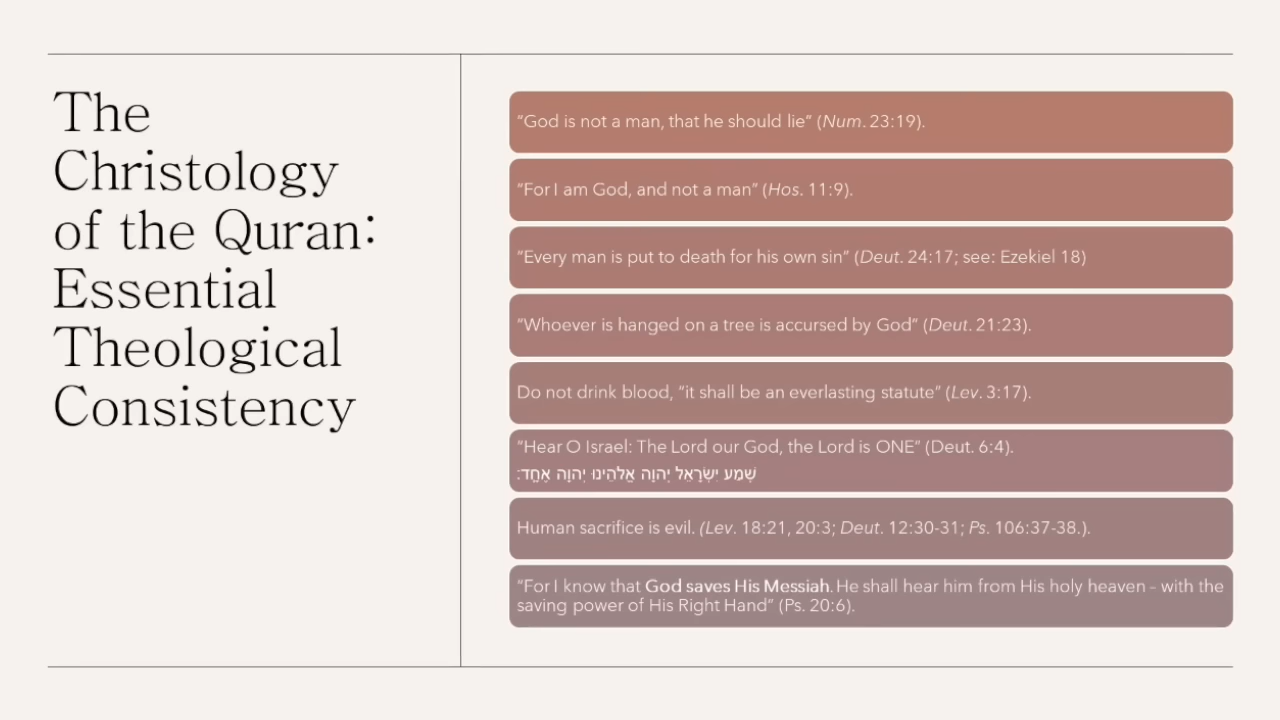 The
Christology
of the Quran:
Essential
Theological
Consistency
"God is not a man, that he should lie" (Num. 23:19).
"For I am God, and not a man" (Hos. 11:9).
"Every man is put to death for his own sin" (Deut. 24:17; see: Ezekiel 18)
"Whoever is hanged on a tree is accursed by God" (Deut. 21:23).
Do not drink blood, "it shall be an everlasting statute" (Lev. 3:17).
"Hear O Israel: The Lord our God, the Lord is ONE" (Deut. 6:4).
שְׁמַע יִשְׂרָאֵל יְהוָה אֱלֹהֵינוּ יְהוָה אֶחָד׃
Human sacrifice is evil. (Lev. 18:21, 20:3; Deut. 12:30-31; Ps. 106:37-38.).
"For I know that God saves His Messiah. He shall hear him from His holy heaven – with the
saving power of His Right Hand" (Ps. 20:6).